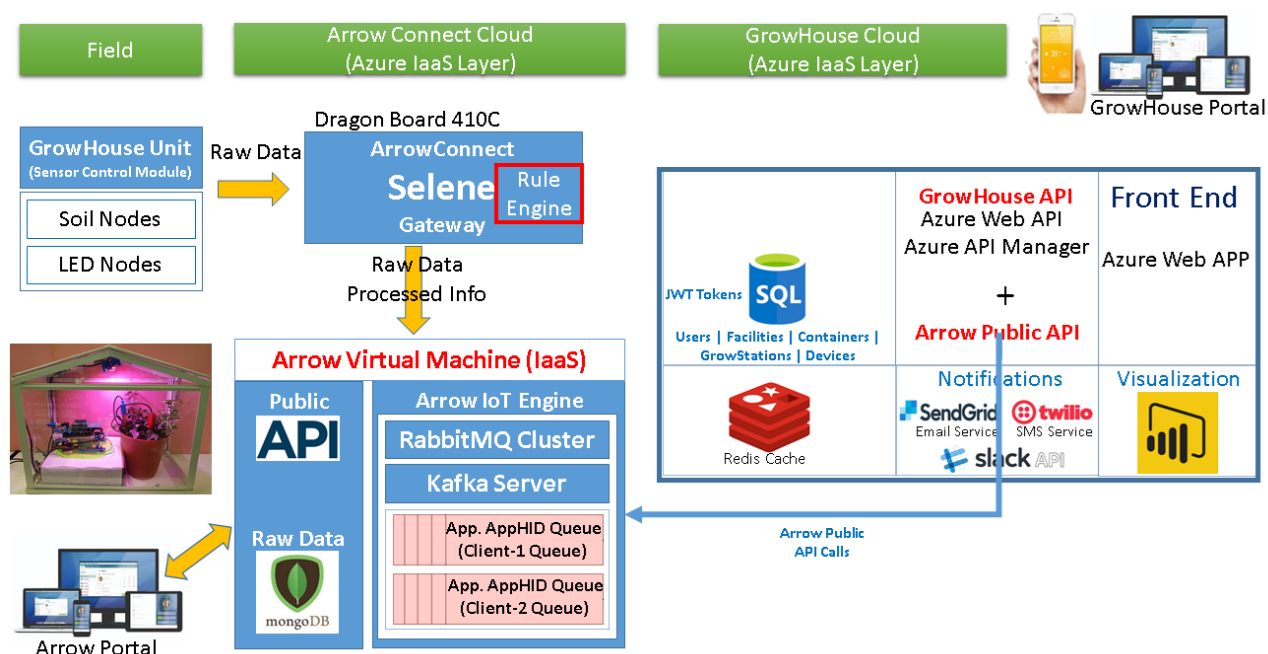 Field
Arrow Connect Cloud
(Azure IaaS Layer)
GrowHouse Cloud
(Azure IaaS Layer)
GrowHouse Portal
GrowHouse Unit
(Sensor Control Module)
Soil Nodes
LED Nodes
Raw Data
Dragon Board 410C
ArrowConnect
Selene
Gateway
Rule
Engine
Raw Data
Processed Info
Arrow Virtual Machine (IaaS)
Public
API
Raw Data
mongoDB
Arrow IoT Engine
RabbitMQ Cluster
Kafka Server
App. AppHID Queue
(Client-1 Queue)
App. AppHID Queue
(Client-2 Queue)
Arrow Portal
JWT Tokens
SQL
Users | Facilities | Containers |
GrowStations | Devices
GrowHouse API
Azure Web API
Azure API Manager
+
Arrow Public API
Front End
Azure Web APP
Redis Cache
Notifications
SendGrid
Email Service
twilio
SMS Service
slack API
Visualization
Arrow Public
API Calls